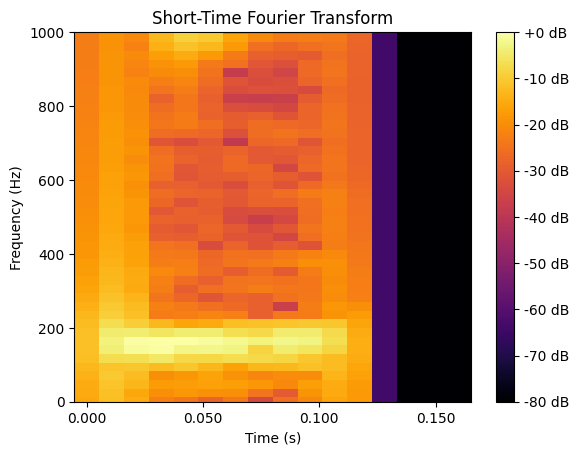 Short-Time Fourier Transform
Frequency (Hz)
1000
800
600
400
200
0
0.000
0.050
0.100
0.150
Time (s)
+0 dB
-10 dB
-20 dB
-30 dB
-40 dB
-50 dB
-60 dB
-70 dB
-80 dB